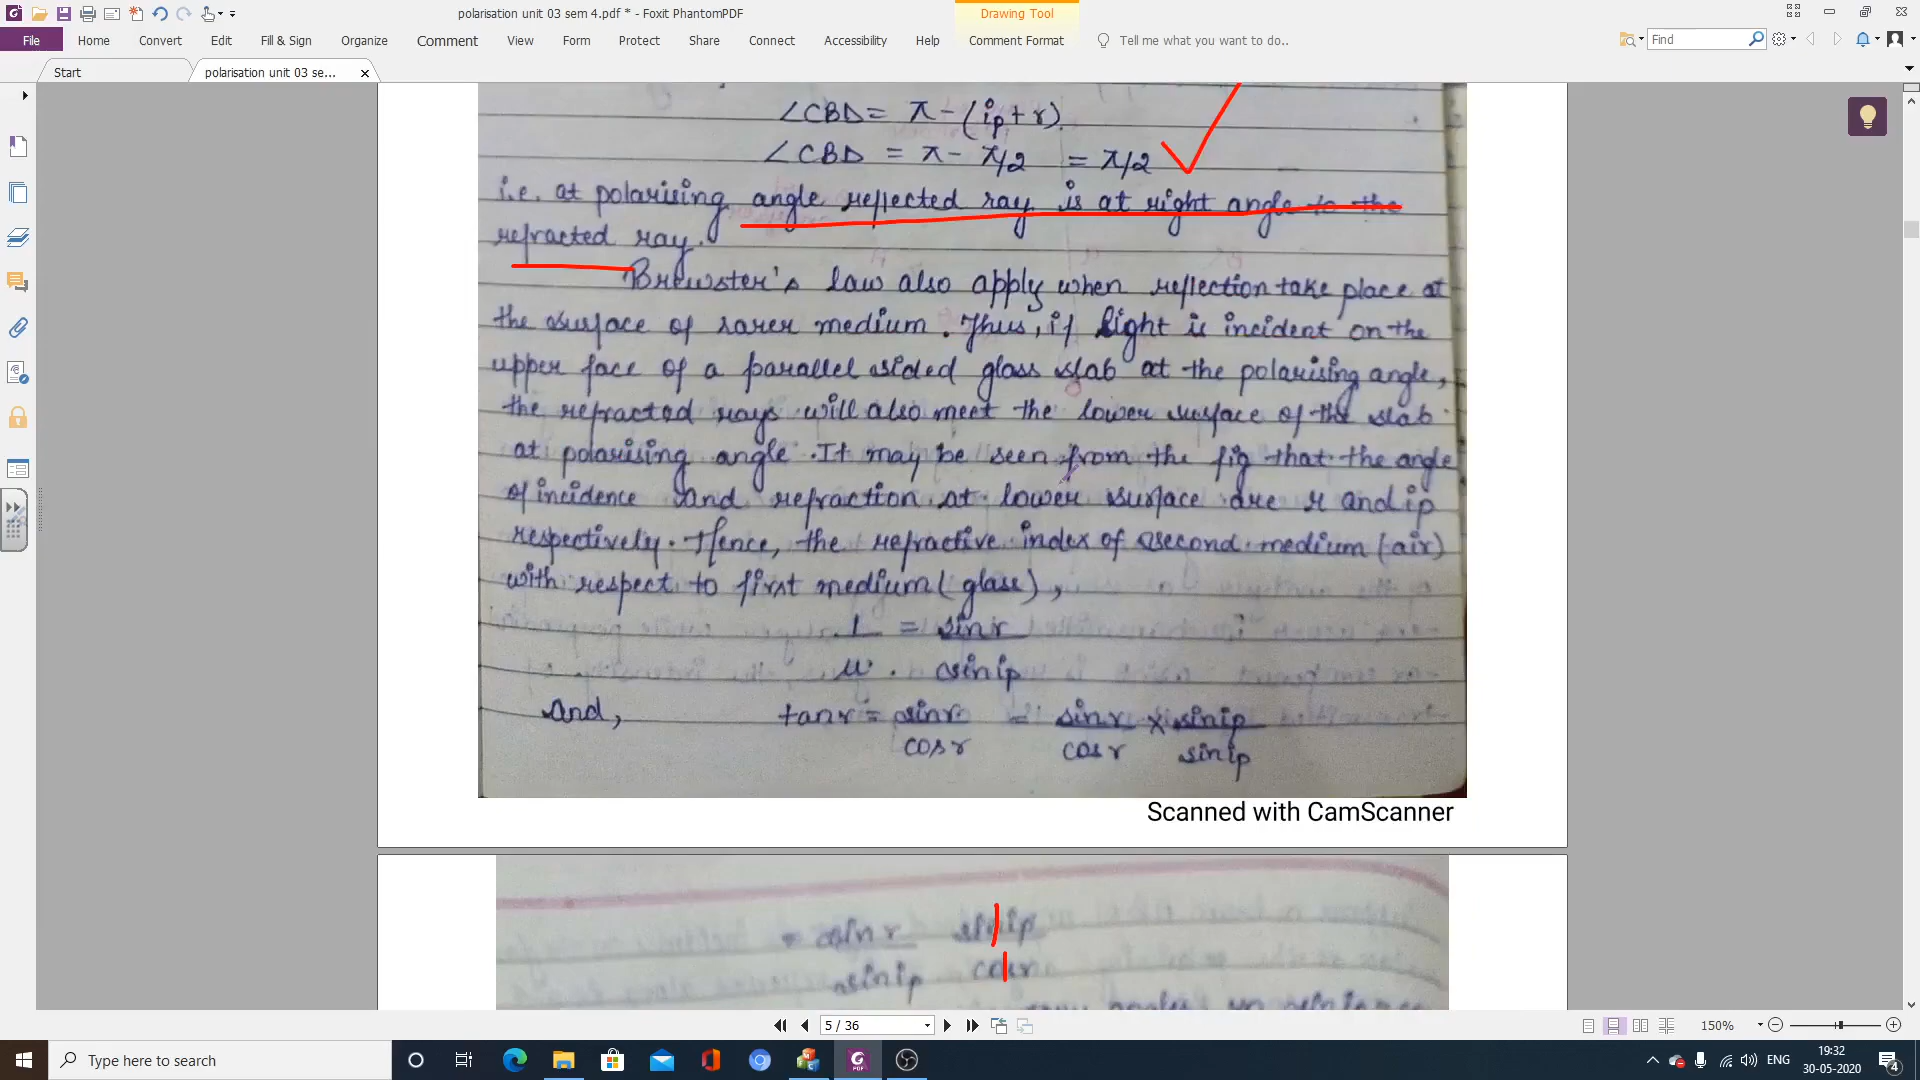 polarisation unit 03 sem 4.pdf * - Foxit PhantomPDF
Drawing Tool
File Home Convert Edit Fill & Sign Organize Comment View Form Protect Share Connect Accessibility Help Comment Format Tell me what you want to do.. Find
Start polarisation unit 03 se...
∠CBD = π - (ip + r)
∠CBD = π - π/2 = π/2
i.e. at polarising angle reflected ray is at right angle to the
refracted ray.
Brewster's law also apply when reflection take place at
the surface of rarer medium. Thus, if light is incident on the
upper face of a parallel sided glass slab at the polarising angle,
the refracted rays will also meet the lower surface of the slab
at polarising angle. It may be seen from the fig that the angle
of incidence and refraction at lower surface are r and ip
respectively. Hence, the refractive index of second medium (air)
with respect to first medium (glass),
1 = sin r
μ . sin ip
And, tan r = sin r = sin r × sin ip
cos r cos r sin ip
Scanned with CamScanner
= sin r sin ip
sin ip cos r
5 / 36
150%
Type here to search
ENG
19:32
30-05-2020
4